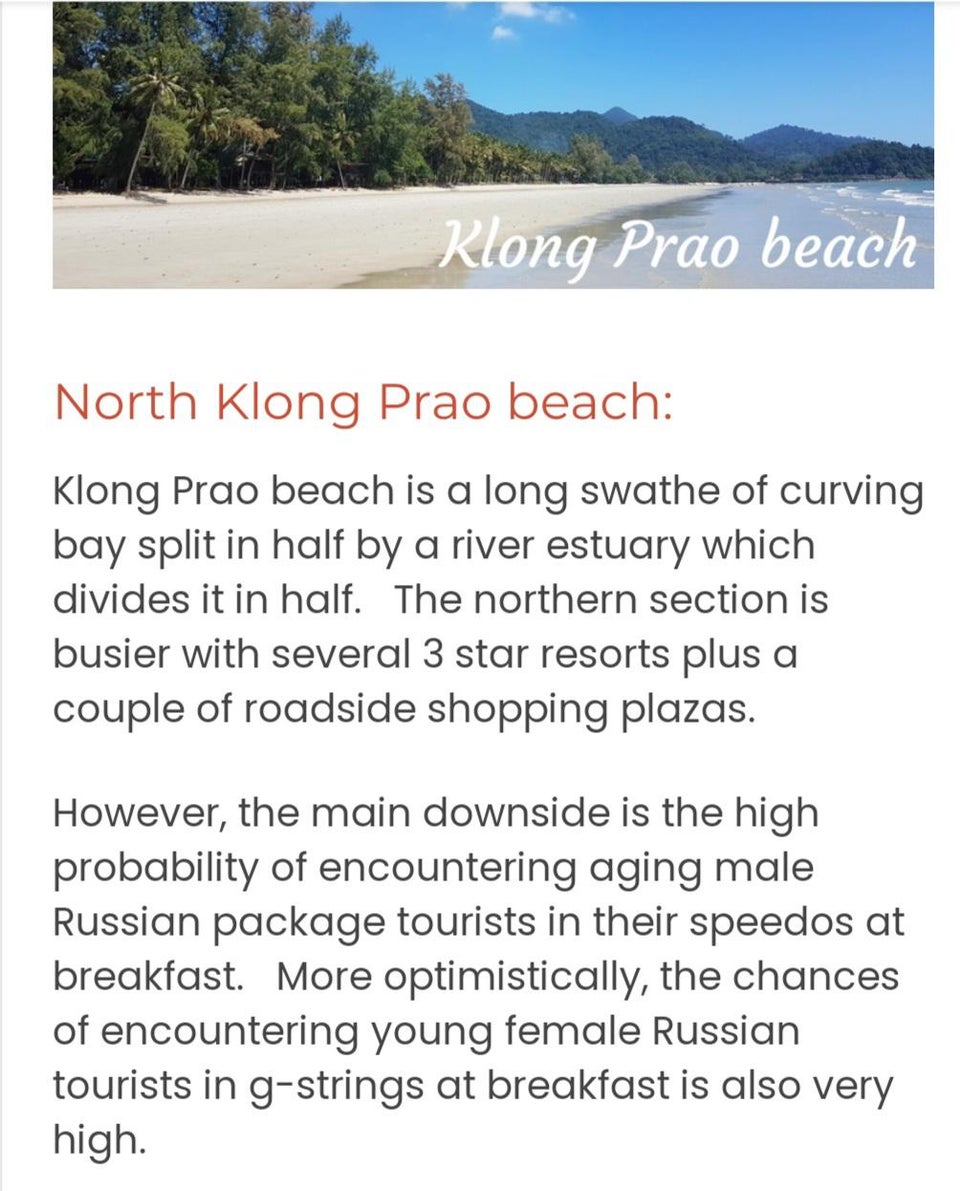 Klong Prao beach
North Klong Prao beach:
Klong Prao beach is a long swathe of curving
bay split in half by a river estuary which
divides it in half.   The northern section is
busier with several 3 star resorts plus a
couple of roadside shopping plazas.
However, the main downside is the high
probability of encountering aging male
Russian package tourists in their speedos at
breakfast.   More optimistically, the chances
of encountering young female Russian
tourists in g-strings at breakfast is also very
high.